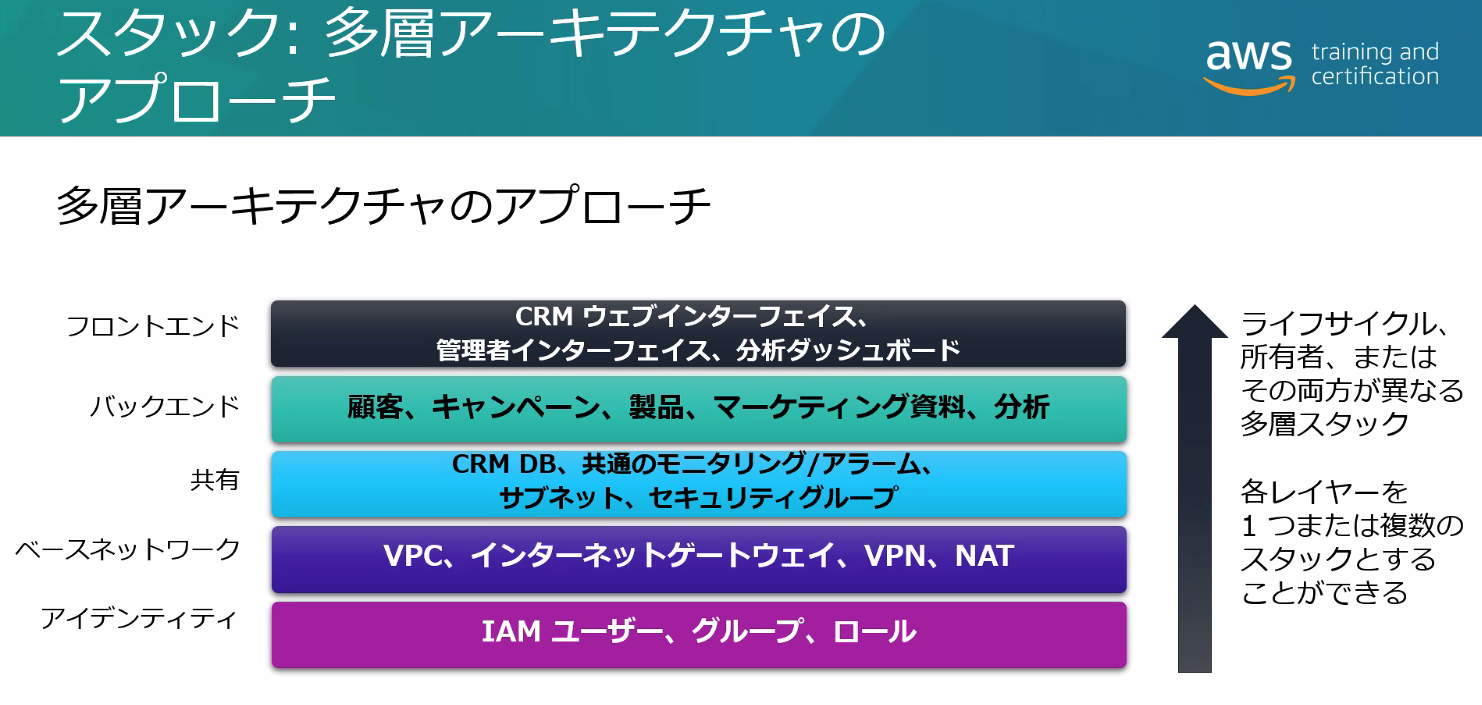 スタック: 多層アーキテクチャの
アプローチ
aws training and
certification
多層アーキテクチャのアプローチ
フロントエンド
CRM ウェブインターフェイス、
管理者インターフェイス、分析ダッシュボード
バックエンド
顧客、キャンペーン、製品、マーケティング資料、分析
共有
CRM DB、共通のモニタリング/アラーム、
サブネット、セキュリティグループ
ベースネットワーク
VPC、インターネットゲートウェイ、VPN、NAT
アイデンティティ
IAM ユーザー、グループ、ロール
ライフサイクル、
所有者、または
その両方が異なる
多層スタック
各レイヤーを
1 つまたは複数の
スタックとする
ことができる